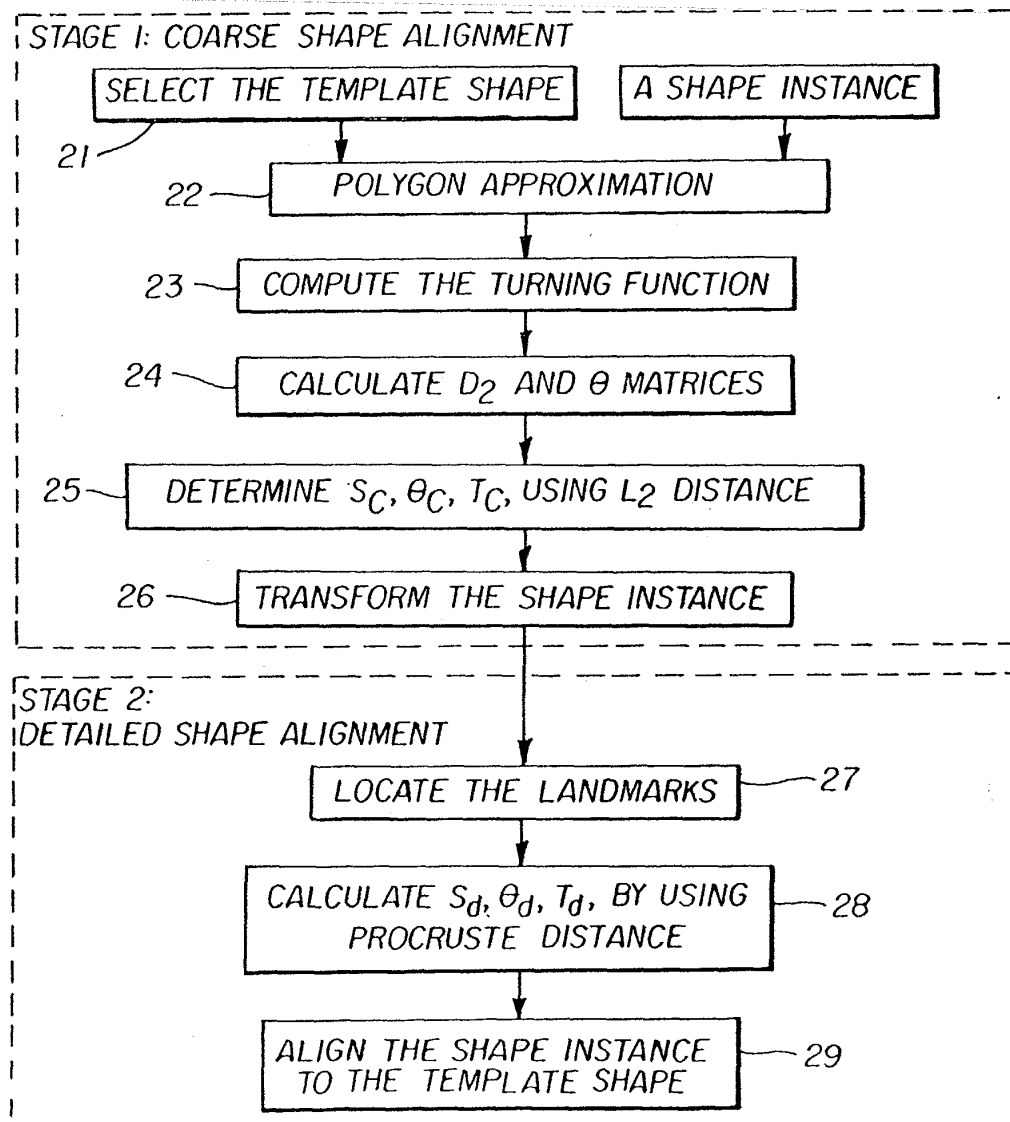 STAGE 1: COARSE SHAPE ALIGNMENT
SELECT THE TEMPLATE SHAPE
A SHAPE INSTANCE
21
22
POLYGON APPROXIMATION
23
COMPUTE THE TURNING FUNCTION
24
CALCULATE D2 AND θ MATRICES
25
DETERMINE SC, θC, TC, USING L2 DISTANCE
26
TRANSFORM THE SHAPE INSTANCE
STAGE 2:
DETAILED SHAPE ALIGNMENT
LOCATE THE LANDMARKS
27
CALCULATE Sd, θd, Td, BY USING
PROCRUSTE DISTANCE
28
ALIGN THE SHAPE INSTANCE
TO THE TEMPLATE SHAPE
29